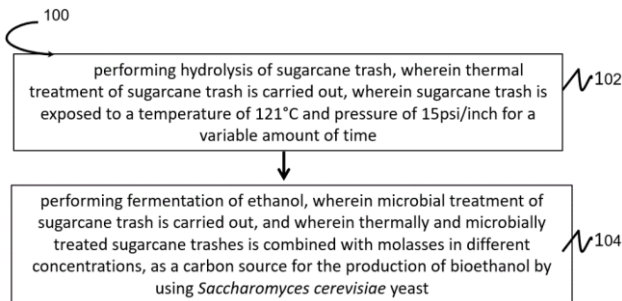 100
performing hydrolysis of sugarcane trash, wherein thermal
treatment of sugarcane trash is carried out, wherein sugarcane trash is
exposed to a temperature of 121°C and pressure of 15psi/inch for a
variable amount of time
102
performing fermentation of ethanol, wherein microbial treatment of
sugarcane trash is carried out, and wherein thermally and microbially
treated sugarcane trashes is combined with molasses in different
concentrations, as a carbon source for the production of bioethanol by
using Saccharomyces cerevisiae yeast
104